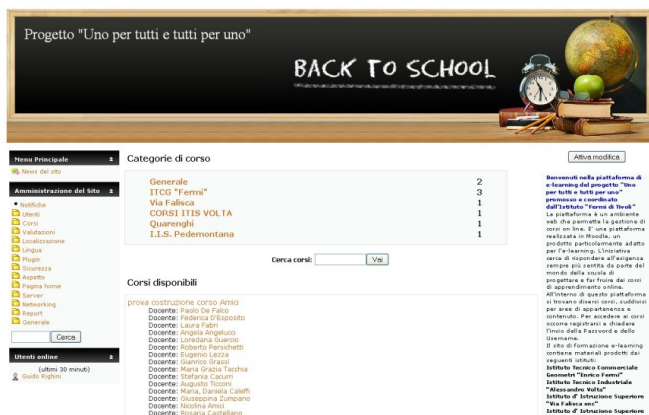 Progetto "Uno per tutti e tutti per uno"
BACK TO SCHOOL
Menu Principale
News del sito
Amministrazione del Sito
Notifiche
Utenti
Corsi
Valutazioni
Localizzazione
Lingua
Plugin
Sicurezza
Aspetto
Pagina home
Server
Networking
Report
Generale
Cerca
Utenti online
(ultimi 30 minuti)
Guido Righini
Categorie di corso
Generale 2
ITCG "Fermi" 3
Via Falisca 1
CORSI ITIS VOLTA 1
Quarenghi 1
I.I.S. Pedemontana 1
Cerca corsi: Vai
Corsi disponibili
prova costruzione corso Amici
Docente: Paolo De Falco
Docente: Federica D'Esposito
Docente: Laura Fabri
Docente: Angela Angelucci
Docente: Loredana Guercio
Docente: Roberto Persichetti
Docente: Eugenio Lezza
Docente: Gianrico Grassi
Docente: Maria Grazia Tacchia
Docente: Stefania Cacurri
Docente: Augusto Ticconi
Docente: Maria, Daniela Caleffi
Docente: Giuseppina Zumpano
Docente: Nicolina Amici
Docente: Rosaria Castellano
Attiva modifica
Benvenuti nella piattaforma di
e-learning del progetto "Uno
per tutti e tutti per uno"
promosso e coordinato
dall'Istituto "Fermi di Tivoli"
La piattaforma è un ambiente
web che permette la gestione di
corsi on line. E' una piattaforma
realizzata in Moodle, un
prodotto particolarmente adatto
per l'e-learning. L'iniziativa
cerca di rispondere all'esigenza
sempre più sentita da parte del
mondo della scuola di
progettare e far fruire dei corsi
di apprendimento online.
All'interno di questa piattaforma
si trovano diversi corsi, suddivisi
per aree di appartenenza e
contenuto. Per accedere ai corsi
occorre registrarsi e chiedere
l'invio della Password e dello
Username.
Il sito di formazione e-learning
contiene materiali prodotti dai
seguenti istituti:
Istituto Tecnico Commerciale
Geometri "Enrico Fermi"
Istituto Tecnico Industriale
"Alessandro Volta"
Istituto d' Istruzione Superiore
"Via Falisca snc"
Istituto d' Istruzione Superiore